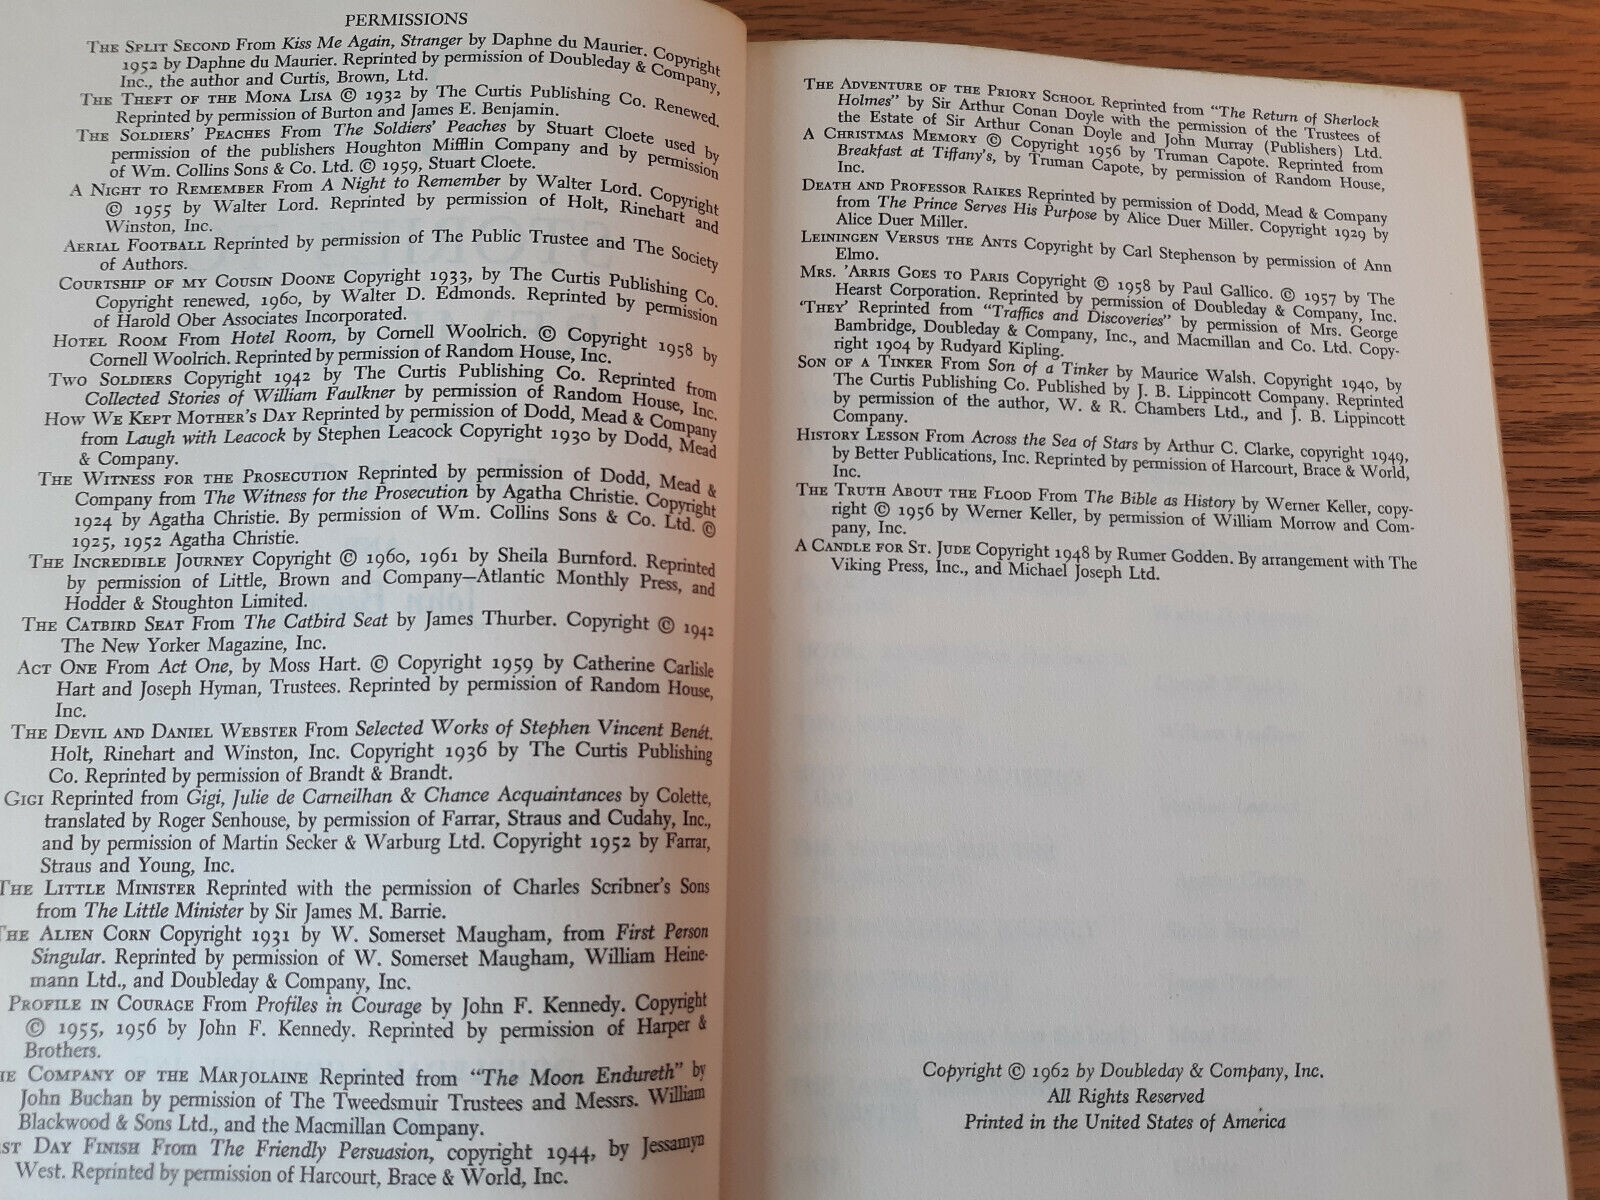 PERMISSIONS
THE SPLIT SECOND From Kiss Me Again, Stranger by Daphne du Maurier. Copyright
1952 by Daphne du Maurier. Reprinted by permission of Doubleday & Company,
Inc., the author and Curtis, Brown, Ltd.
THE THEFT OF THE MONA LISA © 1932 by The Curtis Publishing Co. Renewed.
Reprinted by permission of Burton and James E. Benjamin.
THE SOLDIERS' PEACHES From The Soldiers' Peaches by Stuart Cloete used by
permission of the publishers Houghton Mifflin Company and by permission
of Wm. Collins Sons & Co. Ltd. © 1959, Stuart Cloete.
A NIGHT TO REMEMBER From A Night to Remember by Walter Lord. Copyright
© 1955 by Walter Lord. Reprinted by permission of Holt, Rinehart and
Winston, Inc.
AERIAL FOOTBALL Reprinted by permission of The Public Trustee and The Society
of Authors.
COURTSHIP OF MY COUSIN DOONE Copyright 1933, by The Curtis Publishing Co.
Copyright renewed, 1960, by Walter D. Edmonds. Reprinted by permission
of Harold Ober Associates Incorporated.
HOTEL ROOM From Hotel Room, by Cornell Woolrich. © Copyright 1958 by
Cornell Woolrich. Reprinted by permission of Random House, Inc.
TWO SOLDIERS Copyright 1942 by The Curtis Publishing Co. Reprinted from
Collected Stories of William Faulkner by permission of Random House, Inc.
HOW WE KEPT MOTHER'S DAY Reprinted by permission of Dodd, Mead & Company
from Laugh with Leacock by Stephen Leacock Copyright 1930 by Dodd, Mead
& Company.
THE WITNESS FOR THE PROSECUTION Reprinted by permission of Dodd, Mead &
Company from The Witness for the Prosecution by Agatha Christie. Copyright
1924 by Agatha Christie. By permission of Wm. Collins Sons & Co. Ltd. ©
1925, 1952 Agatha Christie.
THE INCREDIBLE JOURNEY Copyright © 1960, 1961 by Sheila Burnford. Reprinted
by permission of Little, Brown and Company—Atlantic Monthly Press, and
Hodder & Stoughton Limited.
THE CATBIRD SEAT From The Catbird Seat by James Thurber. Copyright © 1942
The New Yorker Magazine, Inc.
ACT ONE From Act One, by Moss Hart. © Copyright 1959 by Catherine Carlisle
Hart and Joseph Hyman, Trustees. Reprinted by permission of Random House,
Inc.
THE DEVIL AND DANIEL WEBSTER From Selected Works of Stephen Vincent Benét.
Holt, Rinehart and Winston, Inc. Copyright 1936 by The Curtis Publishing
Co. Reprinted by permission of Brandt & Brandt.
GIGI Reprinted from Gigi, Julie de Carneilhan & Chance Acquaintances by Colette,
translated by Roger Senhouse, by permission of Farrar, Straus and Cudahy, Inc.,
and by permission of Martin Secker & Warburg Ltd. Copyright 1952 by Farrar,
Straus and Young, Inc.
THE LITTLE MINISTER Reprinted with the permission of Charles Scribner's Sons
from The Little Minister by Sir James M. Barrie.
THE ALIEN CORN Copyright 1931 by W. Somerset Maugham, from First Person
Singular. Reprinted by permission of W. Somerset Maugham, William Heine-
mann Ltd., and Doubleday & Company, Inc.
PROFILE IN COURAGE From Profiles in Courage by John F. Kennedy. Copyright
© 1955, 1956 by John F. Kennedy. Reprinted by permission of Harper &
Brothers.
HE COMPANY OF THE MARJOLAINE Reprinted from "The Moon Endureth" by
John Buchan by permission of The Tweedsmuir Trustees and Messrs. William
Blackwood & Sons Ltd., and the Macmillan Company.
ST DAY FINISH From The Friendly Persuasion, copyright 1944, by Jessamyn
West. Reprinted by permission of Harcourt, Brace & World, Inc.
THE ADVENTURE OF THE PRIORY SCHOOL Reprinted from "The Return of Sherlock
Holmes" by Sir Arthur Conan Doyle with the permission of the Trustees of
the Estate of Sir Arthur Conan Doyle and John Murray (Publishers) Ltd.
A CHRISTMAS MEMORY © Copyright 1956 by Truman Capote. Reprinted from
Breakfast at Tiffany's, by Truman Capote, by permission of Random House,
Inc.
DEATH AND PROFESSOR RAIKES Reprinted by permission of Dodd, Mead & Company
from The Prince Serves His Purpose by Alice Duer Miller. Copyright 1929 by
Alice Duer Miller.
LEININGEN VERSUS THE ANTS Copyright by Carl Stephenson by permission of Ann
Elmo.
MRS. 'ARRIS GOES TO PARIS Copyright © 1958 by Paul Gallico. © 1957 by The
Hearst Corporation. Reprinted by permission of Doubleday & Company, Inc.
'THEY' Reprinted from "Traffics and Discoveries" by permission of Mrs. George
Bambridge, Doubleday & Company, Inc., and Macmillan and Co. Ltd. Copy-
right 1904 by Rudyard Kipling.
SON OF A TINKER From Son of a Tinker by Maurice Walsh. Copyright 1940, by
The Curtis Publishing Co. Published by J. B. Lippincott Company. Reprinted
by permission of the author, W. & R. Chambers Ltd., and J. B. Lippincott
Company.
HISTORY LESSON From Across the Sea of Stars by Arthur C. Clarke, copyright 1949,
by Better Publications, Inc. Reprinted by permission of Harcourt, Brace & World,
Inc.
THE TRUTH ABOUT THE FLOOD From The Bible as History by Werner Keller, copy-
right © 1956 by Werner Keller, by permission of William Morrow and Com-
pany, Inc.
A CANDLE FOR ST. JUDE Copyright 1948 by Rumer Godden. By arrangement with The
Viking Press, Inc., and Michael Joseph Ltd.
Copyright © 1962 by Doubleday & Company, Inc.
All Rights Reserved
Printed in the United States of America